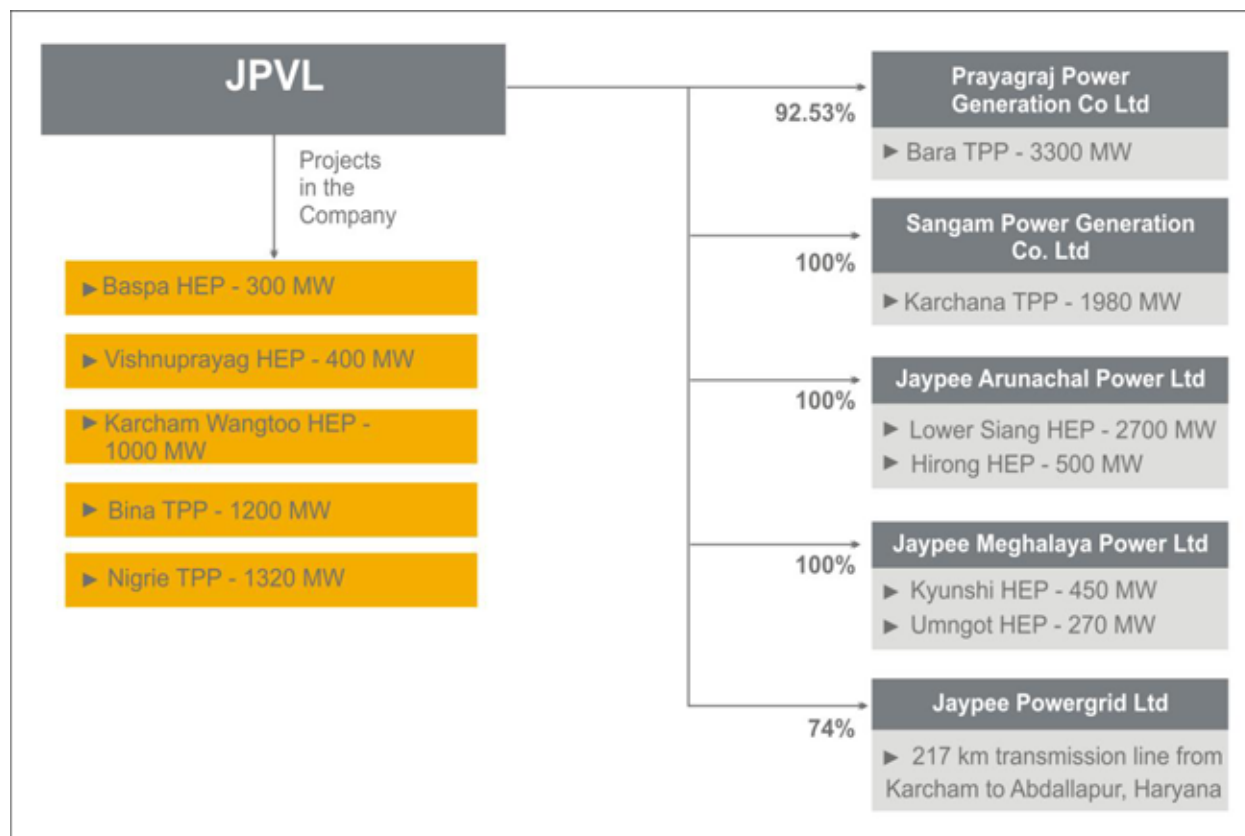 JPVL
Projects
in the
Company
► Baspa HEP - 300 MW
► Vishnuprayag HEP - 400 MW
► Karcham Wangtoo HEP -
1000 MW
► Bina TPP - 1200 MW
► Nigrie TPP - 1320 MW
92.53%
Prayagraj Power
Generation Co Ltd
► Bara TPP - 3300 MW
100%
Sangam Power Generation
Co. Ltd
► Karchana TPP - 1980 MW
100%
Jaypee Arunachal Power Ltd
► Lower Siang HEP - 2700 MW
► Hirong HEP - 500 MW
100%
Jaypee Meghalaya Power Ltd
► Kyunshi HEP - 450 MW
► Umngot HEP - 270 MW
74%
Jaypee Powergrid Ltd
► 217 km transmission line from
Karcham to Abdallapur, Haryana